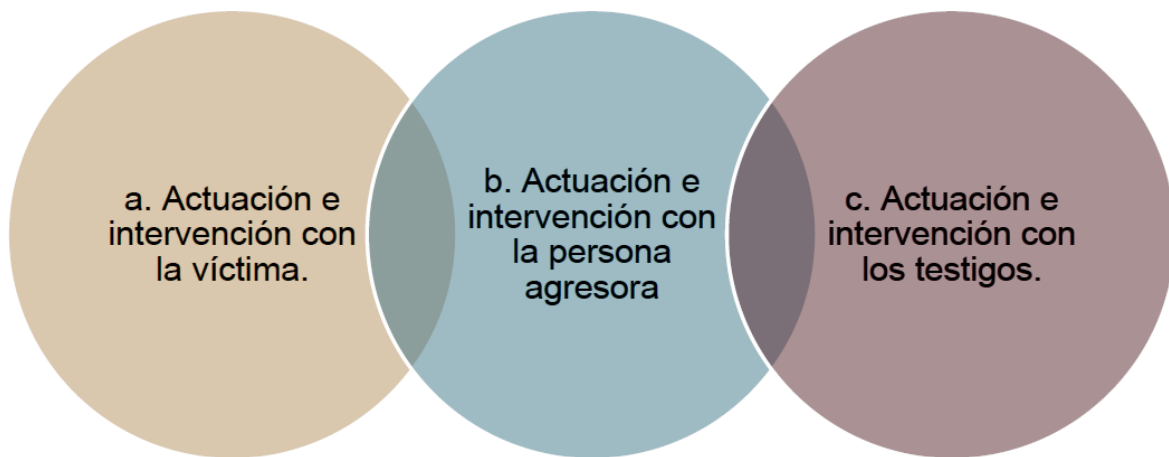 a. Actuación e
intervención con
la víctima.
b. Actuación e
intervención con
la persona
agresora
c. Actuación e
intervención con
los testigos.